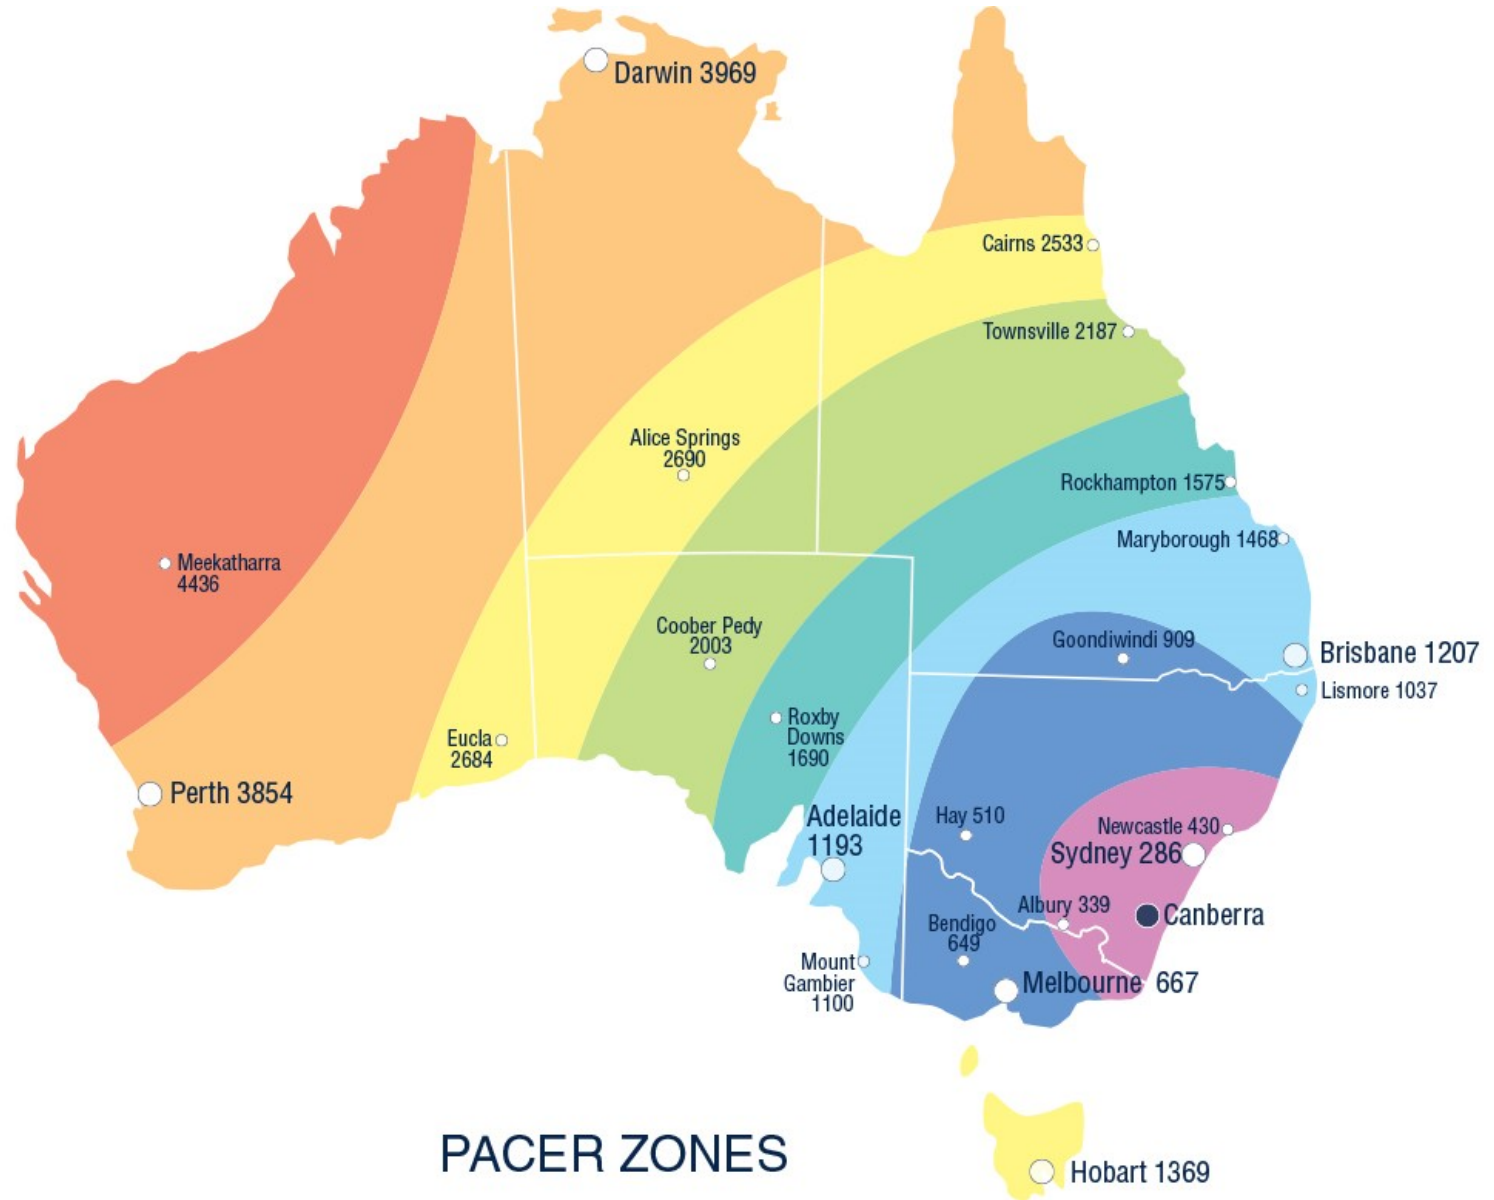 Darwin 3969
Cairns 2533
Townsville 2187
Alice Springs
2690
Rockhampton 1575
Maryborough 1468
Meekatharra
4436
Coober Pedy
2003
Goondiwindi 909
Brisbane 1207
Lismore 1037
Roxby
Downs
1690
Eucla
2684
Perth 3854
Adelaide
1193
Hay 510
Newcastle 430
Sydney 286
Albury 339
Canberra
Bendigo
649
Mount
Gambier
1100
Melbourne 667
PACER ZONES
Hobart 1369